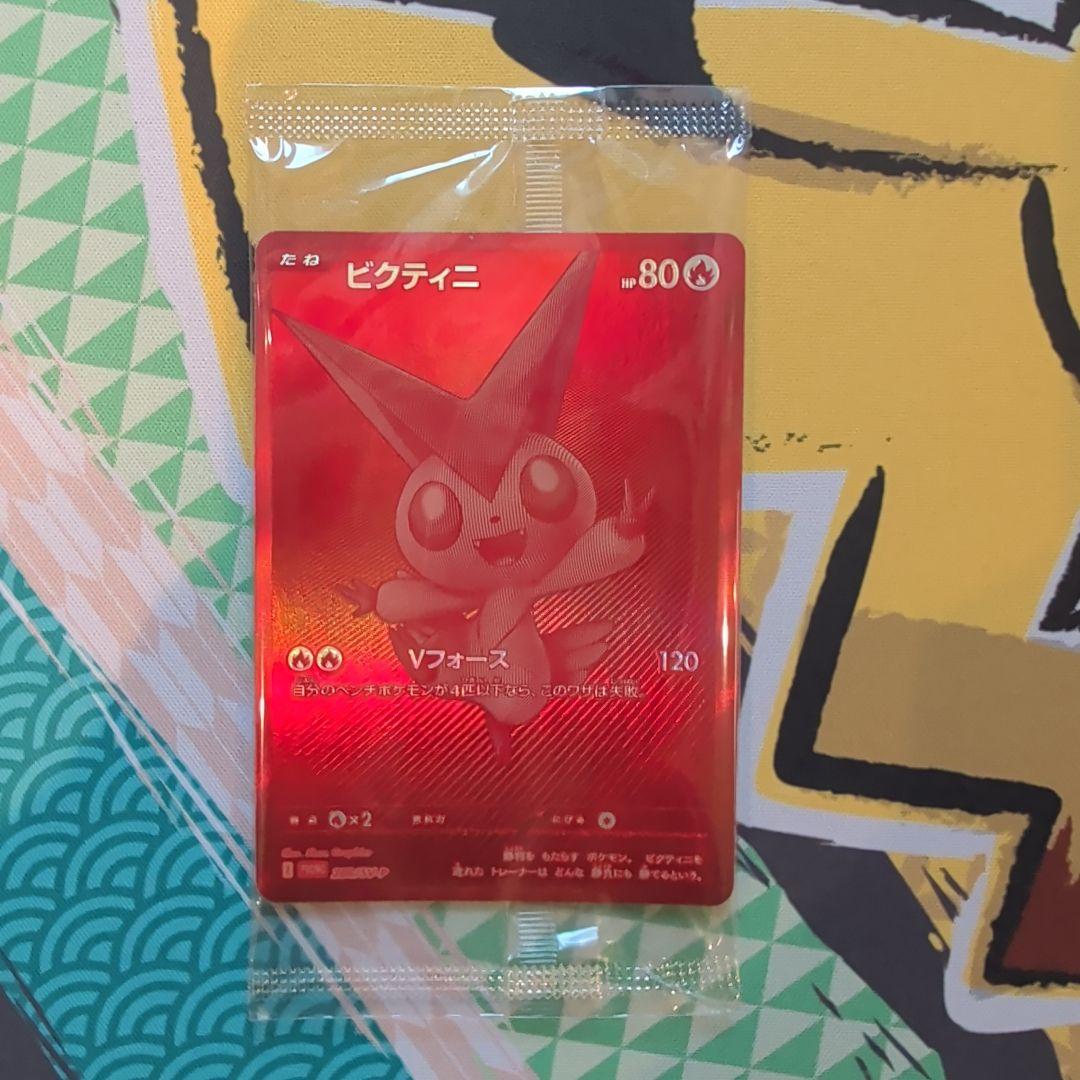 たね ビクティニ HP80
Vフォース 120
自分のベンチポケモンが4匹以下なら、このワザは失敗。
弱点 ×2 抵抗力 にげる
勝利を もたらす ポケモン。 ビクティニを
連れた トレーナーは どんな 勝負にも 勝てるという。